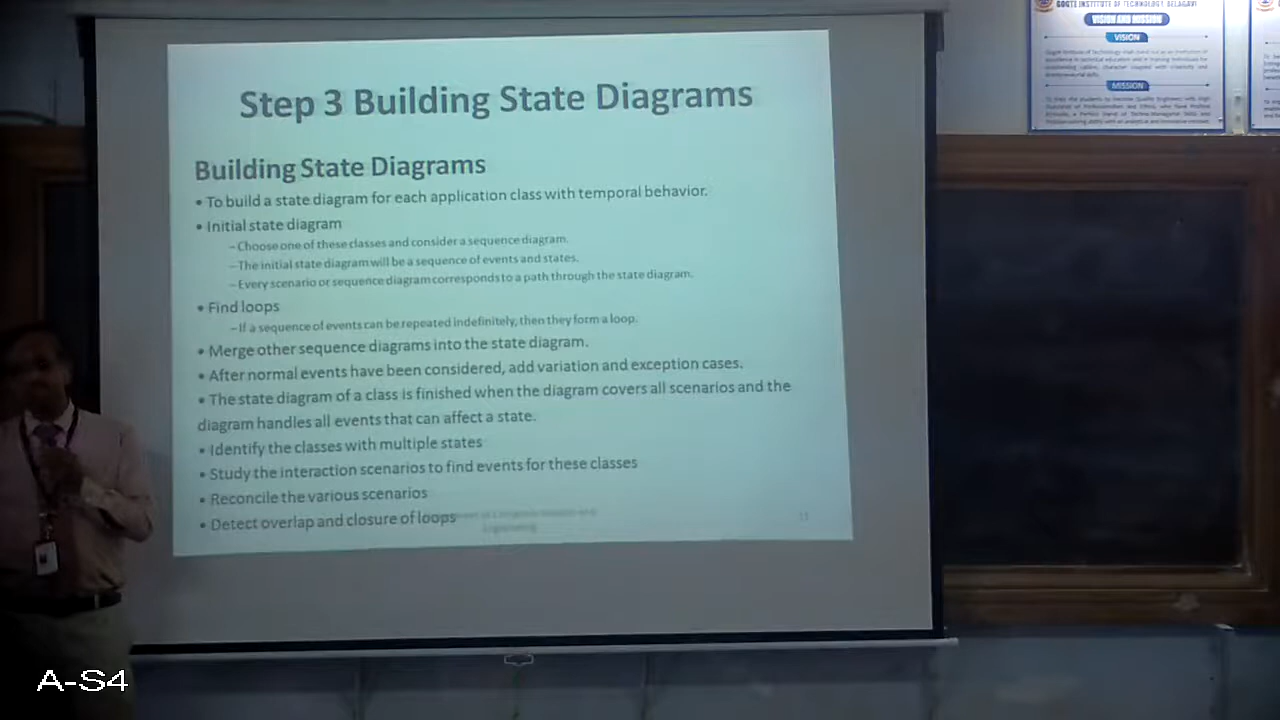 GOGTE INSTITUTE OF TECHNOLOGY, BELAGAVI
VISION AND MISSION
VISION
MISSION
Step 3 Building State Diagrams
Building State Diagrams
• To build a state diagram for each application class with temporal behavior.
• Initial state diagram
– Choose one of these classes and consider a sequence diagram.
– The initial state diagram will be a sequence of events and states.
– Every scenario or sequence diagram corresponds to a path through the state diagram.
• Find loops
– If a sequence of events can be repeated indefinitely, then they form a loop.
• Merge other sequence diagrams into the state diagram.
• After normal events have been considered, add variation and exception cases.
• The state diagram of a class is finished when the diagram covers all scenarios and the
diagram handles all events that can affect a state.
• Identify the classes with multiple states
• Study the interaction scenarios to find events for these classes
• Reconcile the various scenarios
• Detect overlap and closure of loops
Engineering
A-S4